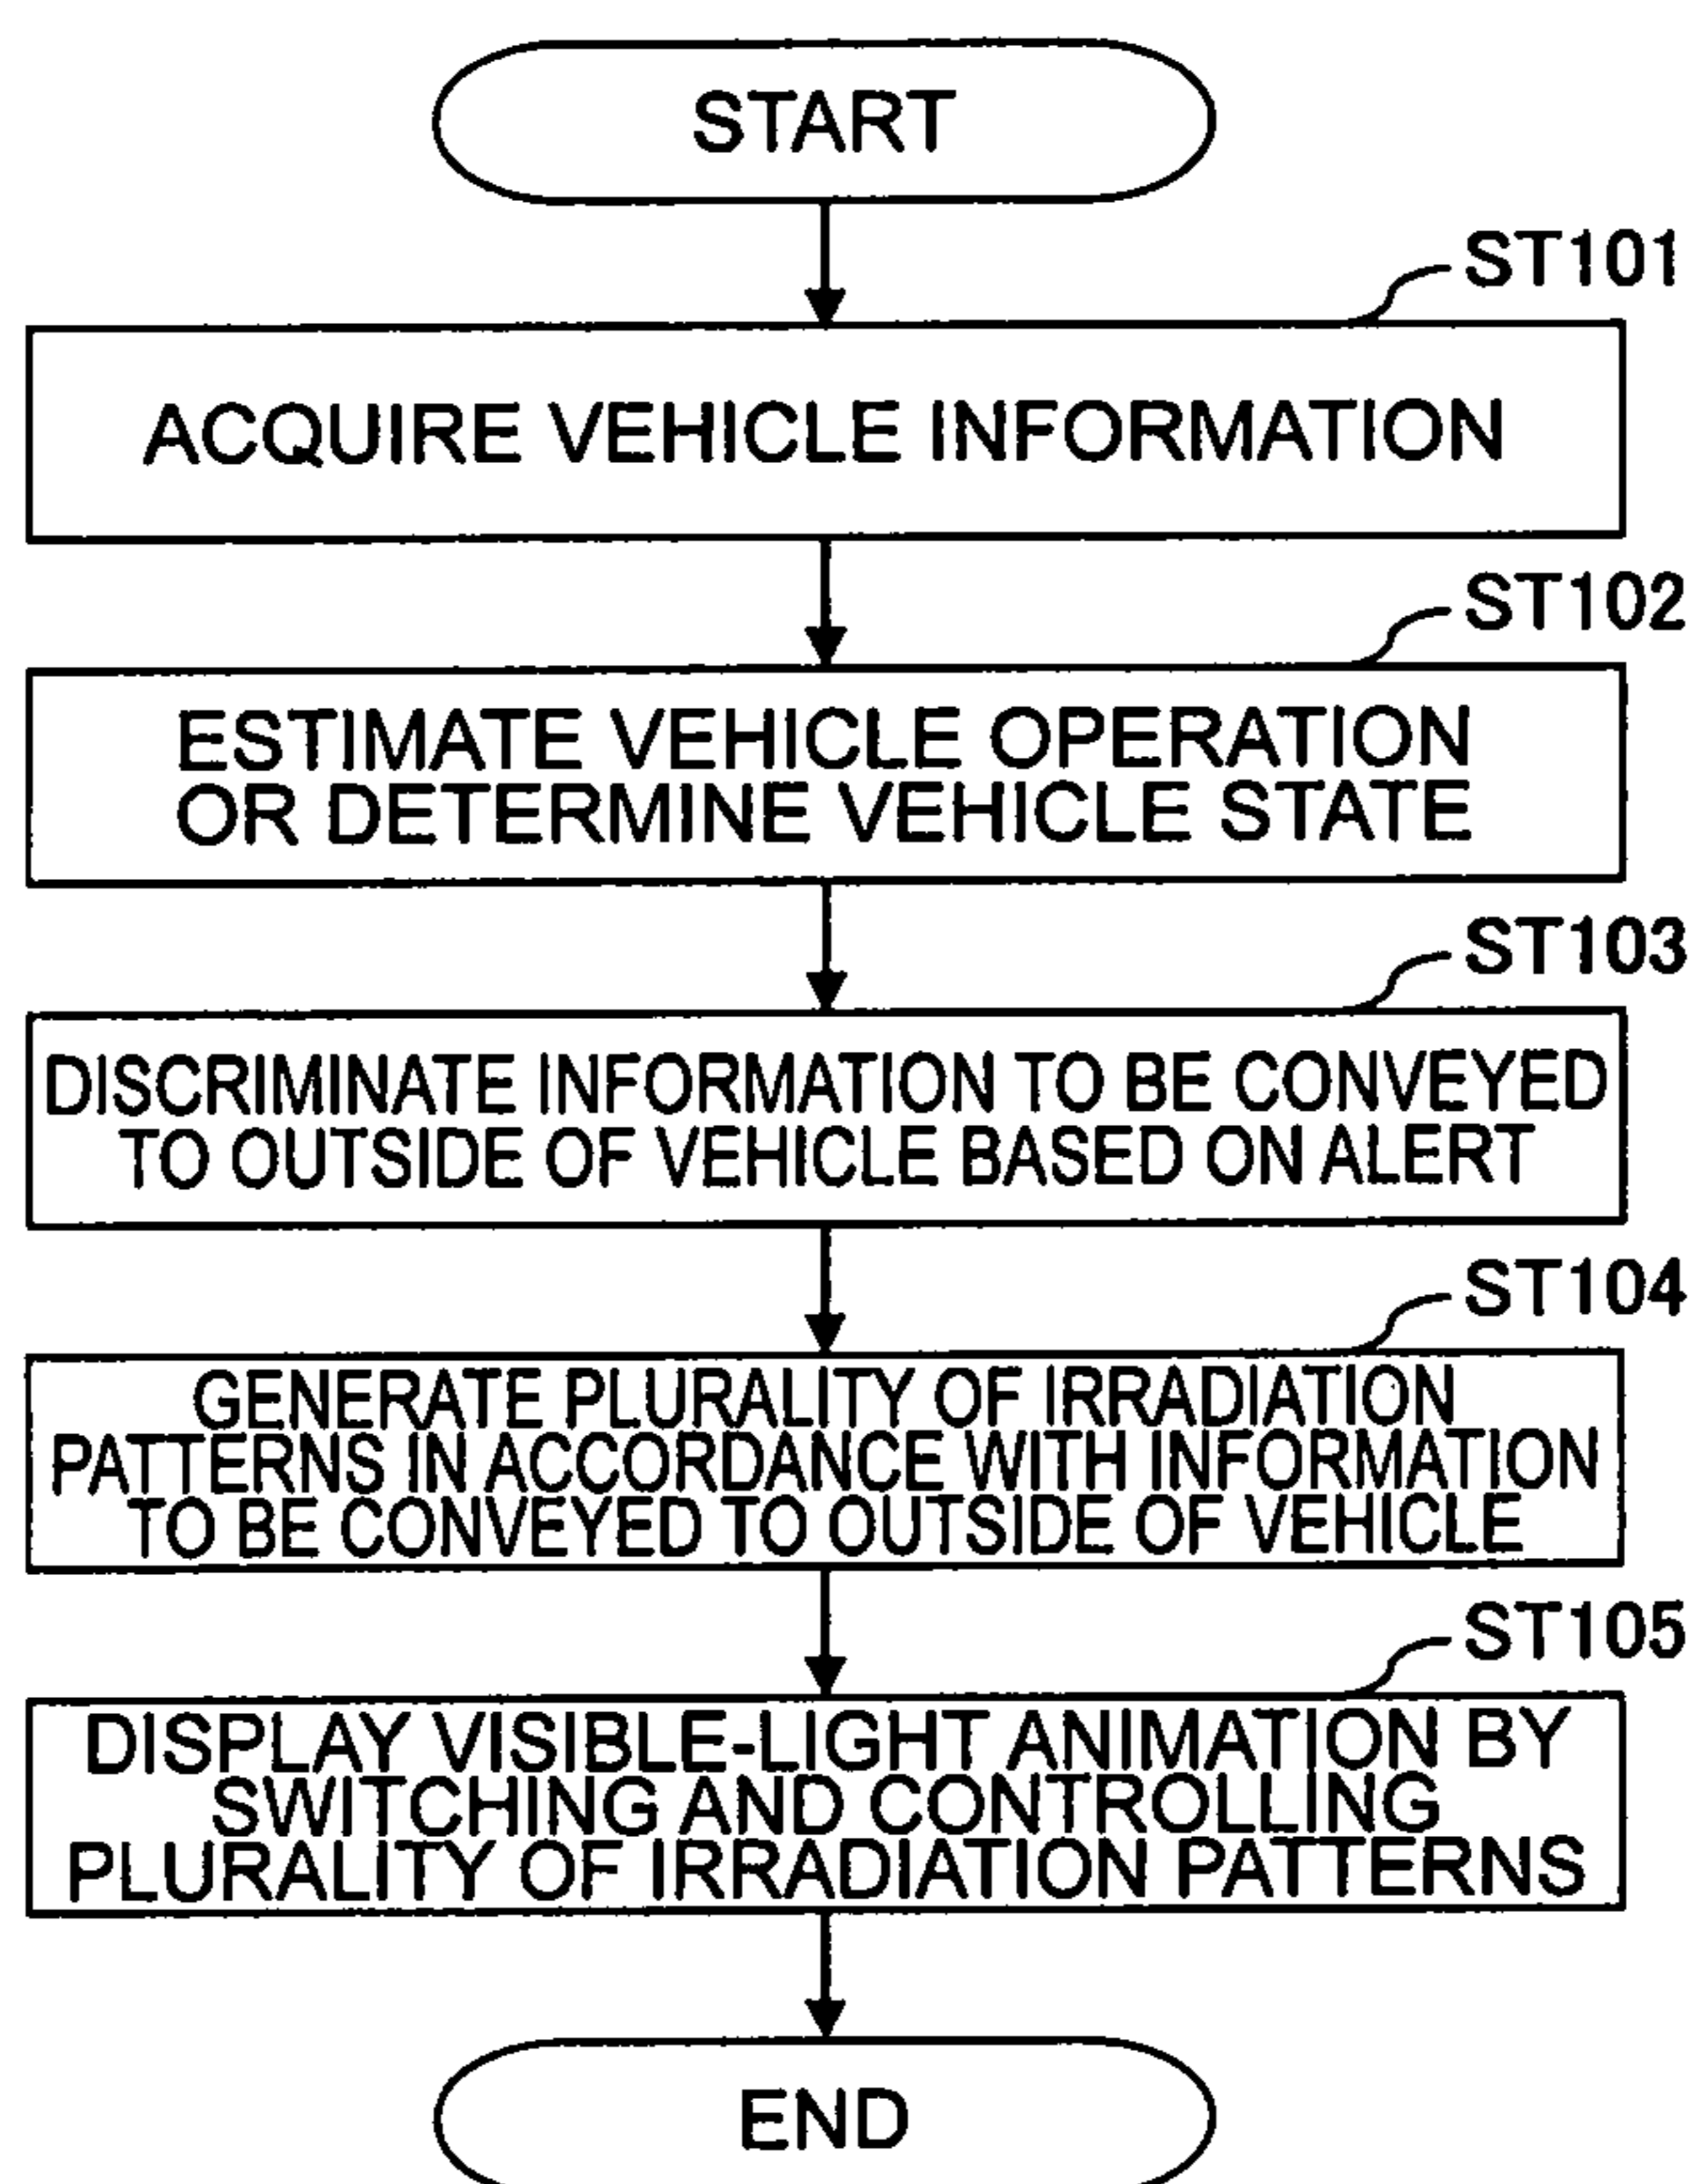 START
ST101
ACQUIRE VEHICLE INFORMATION
ST102
ESTIMATE VEHICLE OPERATION
OR DETERMINE VEHICLE STATE
ST103
DISCRIMINATE INFORMATION TO BE CONVEYED
TO OUTSIDE OF VEHICLE BASED ON ALERT
ST104
GENERATE PLURALITY OF IRRADIATION
PATTERNS IN ACCORDANCE WITH INFORMATION
TO BE CONVEYED TO OUTSIDE OF VEHICLE
ST105
DISPLAY VISIBLE-LIGHT ANIMATION BY
SWITCHING AND CONTROLLING
PLURALITY OF IRRADIATION PATTERNS
END